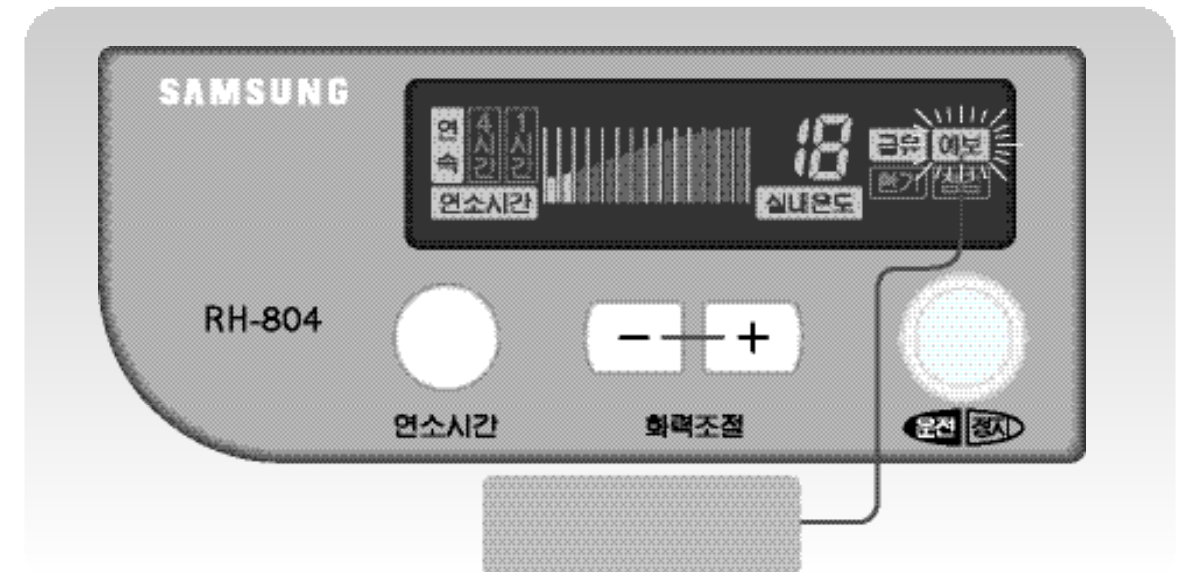 SAMSUNG
연속 4시간 1시간
18
급유 예보
환기 점검
연소시간
실내온도
RH-804
− +
연소시간
화력조절
운전 정지